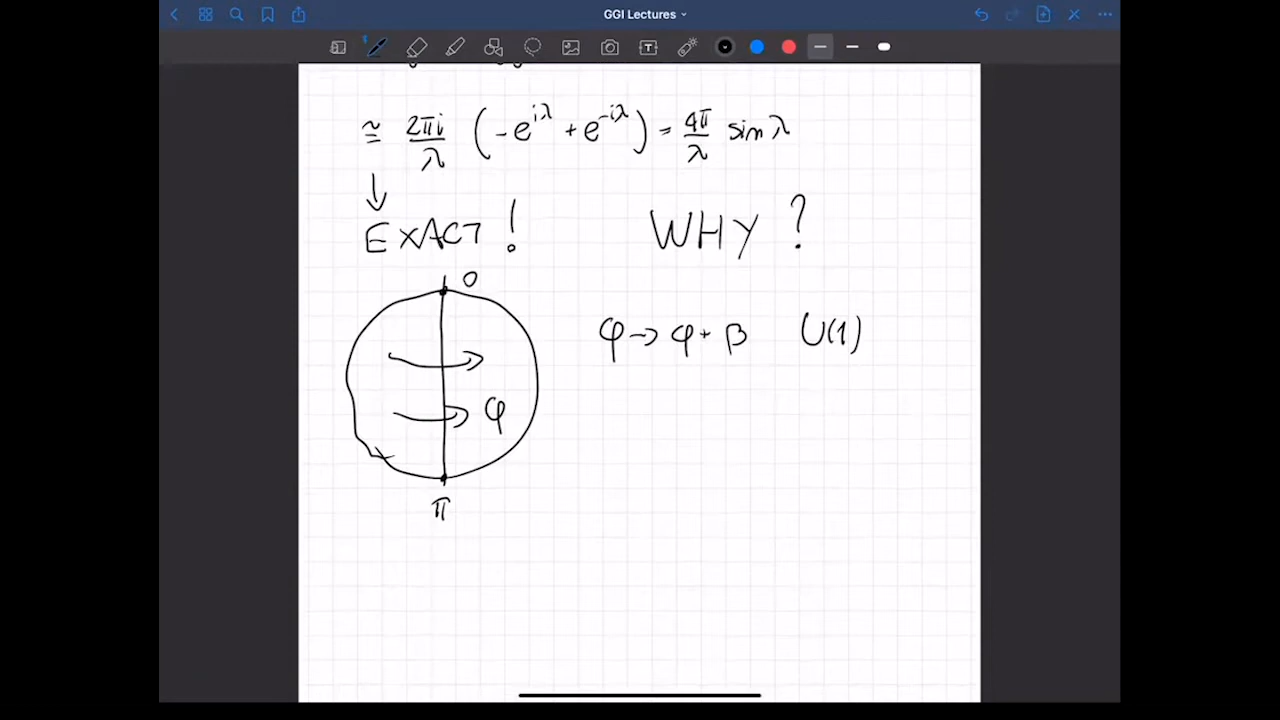 GGI Lectures
≅ 2πi/λ (-e^{iλ} + e^{-iλ}) = 4π/λ sin λ
↓
EXACT! WHY?
0
φ → φ + β U(1)
φ
π